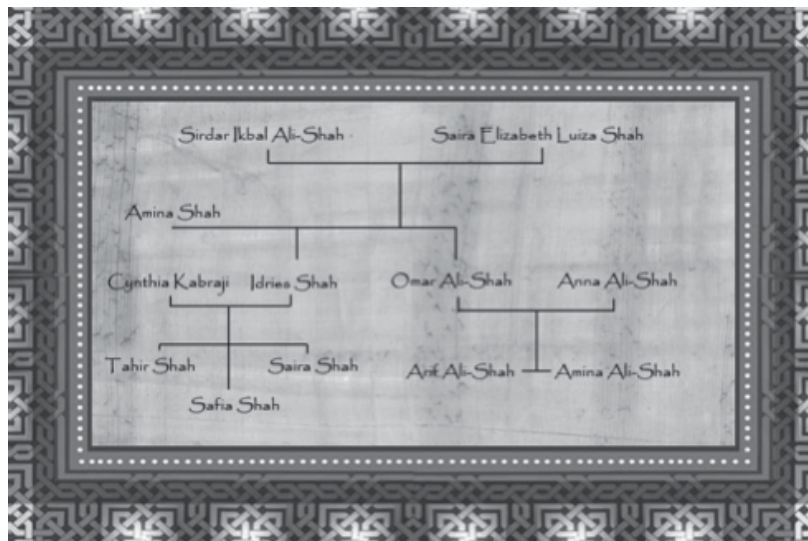 Sirdar Ikbal Ali-Shah Saira Elizabeth Luiza Shah
Amina Shah
Cynthia Kabraji Idries Shah Omar Ali-Shah Anna Ali-Shah
Tahir Shah Saira Shah Arif Ali-Shah Amina Ali-Shah
Safia Shah